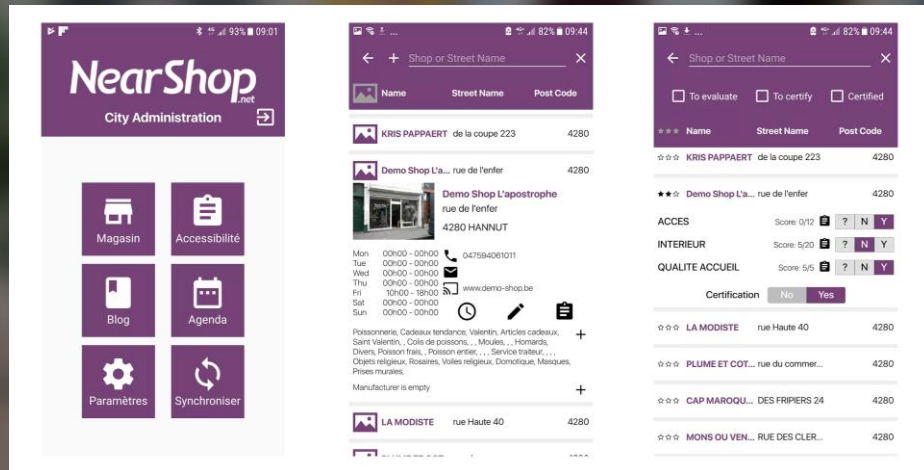 93% 09:01
NearShop
.net
City Administration
Magasin
Accessibilité
Blog
Agenda
Paramètres
Synchroniser
... 82% 09:44
Shop or Street Name
Name Street Name Post Code
KRIS PAPPAERT de la coupe 223 4280
Demo Shop L'a... rue de l'enfer 4280
Demo Shop L'apostrophe
rue de l'enfer
4280 HANNUT
Mon 00h00 - 00h00 047594061011
Tue 00h00 - 00h00
Wed 00h00 - 00h00
Thu 00h00 - 00h00 www.demo-shop.be
Fri 10h00 - 18h00
Sat 00h00 - 00h00
Sun 00h00 - 00h00
Poissonnerie, Cadeaux tendance, Valentin, Articles cadeaux,
Saint Valentin, , Colis de poissons, , , Moules, , , Homards,
Divers, Poisson frais, , Poisson entier, , , , Service traiteur, , , ,
Objets religieux, Rosaires, Voiles religieux, Domotique, Masques,
Prises murales,
Manufacturer is empty
LA MODISTE rue Haute 40 4280
... 82% 09:44
Shop or Street Name
To evaluate To certify Certified
Name Street Name Post Code
KRIS PAPPAERT de la coupe 223 4280
Demo Shop L'a... rue de l'enfer 4280
ACCES Score: 0/12 ? N Y
INTERIEUR Score: 5/20 ? N Y
QUALITE ACCUEIL Score: 5/5 ? N Y
Certification No Yes
LA MODISTE rue Haute 40 4280
PLUME ET COT... rue du commer... 4280
CAP MAROQU... DES FRIPIERS 24 4280
MONS OU VEN... RUE DES CLER... 4280